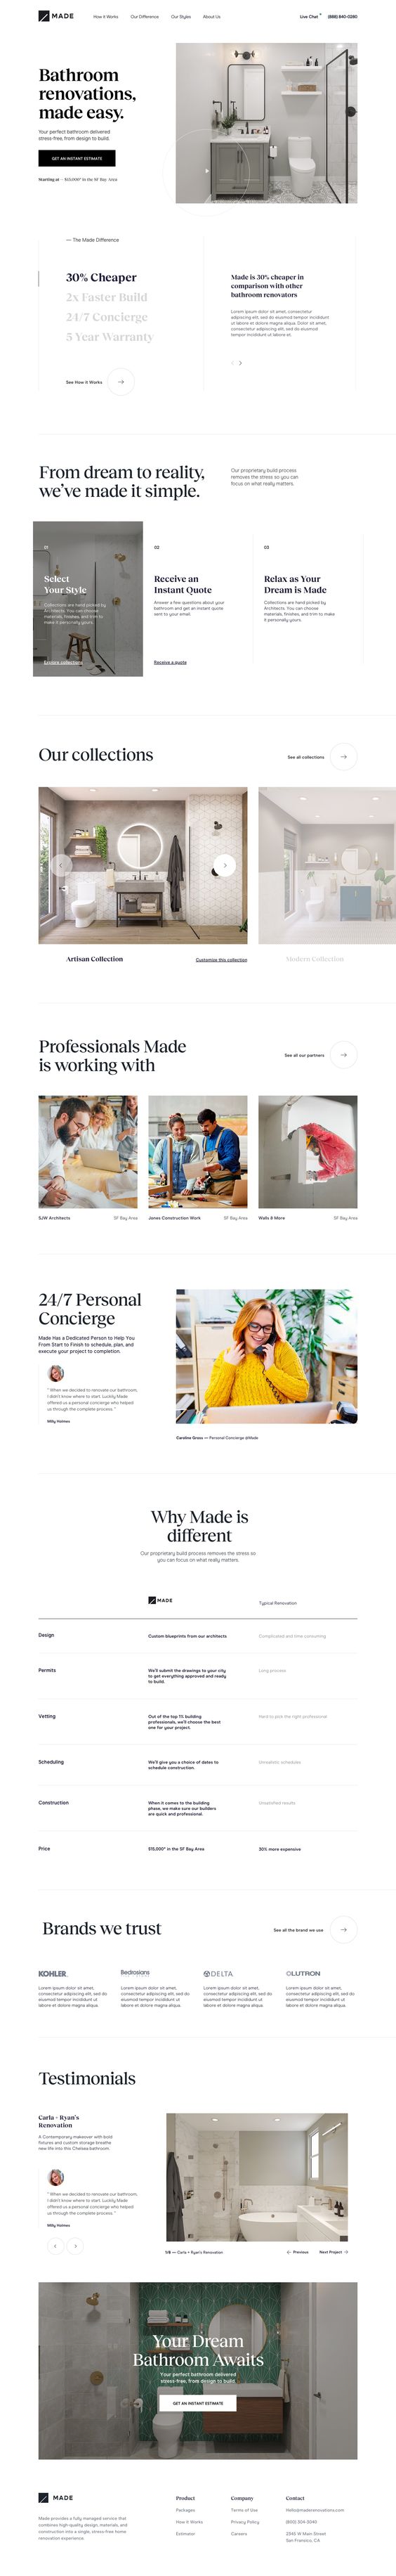 MADE
How it Works
Our Difference
Our Styles
About Us
Live Chat
(888) 840-0280
Bathroom
renovations,
made easy.
Your perfect bathroom delivered
stress-free, from design to build.
GET AN INSTANT ESTIMATE
Starting at — $15,000* in the SF Bay Area
— The Made Difference
30% Cheaper
2x Faster Build
24/7 Concierge
5 Year Warranty
See How it Works
Made is 30% cheaper in
comparison with other
bathroom renovators
Lorem ipsum dolor sit amet, consectetur
adipiscing elit, sed do eiusmod tempor incididunt
ut labore et dolore magna aliqua. Dolor sit amet,
consectetur adipiscing elit, sed do eiusmod
tempor incididunt ut labore et.
From dream to reality,
we've made it simple.
Our proprietary build process
removes the stress so you can
focus on what really matters.
01
Select
Your Style
Collections are hand picked by
Architects. You can choose
materials, finishes, and trim to
make it personally yours.
Explore collections
02
Receive an
Instant Quote
Answer a few questions about your
bathroom and get an instant quote
sent to your email.
Receive a quote
03
Relax as Your
Dream is Made
Collections are hand picked by
Architects. You can choose
materials, finishes, and trim to make
it personally yours.
Our collections
See all collections
Artisan Collection
Customize this collection
Modern Collection
Professionals Made
is working with
See all our partners
SJW Architects
SF Bay Area
Jones Construction Work
SF Bay Area
Walls & More
SF Bay Area
24/7 Personal
Concierge
Made Has a Dedicated Person to Help You
From Start to Finish to schedule, plan, and
execute your project to completion.
" When we decided to renovate our bathroom,
I didn't know where to start. Luckily Made
offered us a personal concierge who helped
us through the complete process. "
Milly Holmes
Caroline Gross — Personal Concierge @Made
Why Made is
different
Our proprietary build process removes the stress so
you can focus on what really matters.
MADE
Typical Renovation
Design
Custom blueprints from our architects
Complicated and time consuming
Permits
We'll submit the drawings to your city
to get everything approved and ready
to build.
Long process
Vetting
Out of the top 1% building
professionals, we'll choose the best
one for your project.
Hard to pick the right professional
Scheduling
We'll give you a choice of dates to
schedule construction.
Unrealistic schedules
Construction
When it comes to the building
phase, we make sure our builders
are quick and professional.
Unsatisfied results
Price
$15,000* in the SF Bay Area
30% more expensive
Brands we trust
See all the brand we use
KOHLER
Bedrosians
DELTA
LUTRON
Lorem ipsum dolor sit amet,
consectetur adipiscing elit, sed do
eiusmod tempor incididunt ut
labore et dolore magna aliqua.
Lorem ipsum dolor sit amet,
consectetur adipiscing elit, sed do
eiusmod tempor incididunt ut
labore et dolore magna aliqua.
Lorem ipsum dolor sit amet,
consectetur adipiscing elit, sed do
eiusmod tempor incididunt ut
labore et dolore magna aliqua.
Lorem ipsum dolor sit amet,
consectetur adipiscing elit, sed do
eiusmod tempor incididunt ut
labore et dolore magna aliqua.
Testimonials
Carla + Ryan's
Renovation
A Contemporary makeover with bold
fixtures and custom storage breathe
new life into this Chelsea bathroom.
" When we decided to renovate our bathroom,
I didn't know where to start. Luckily Made
offered us a personal concierge who helped
us through the complete process. "
Milly Holmes
1/8 — Carla + Ryan's Renovation
Previous
Next Project
Your Dream
Bathroom Awaits
Your perfect bathroom delivered
stress-free, from design to build.
GET AN INSTANT ESTIMATE
MADE
Made provides a fully managed service that
combines high-quality design, materials, and
construction into a single, stress-free home
renovation experience.
Product
Packages
How it Works
Estimator
Company
Terms of Use
Privacy Policy
Careers
Contact
Hello@maderenovations.com
2945 W Main Street
San Fransico, CA